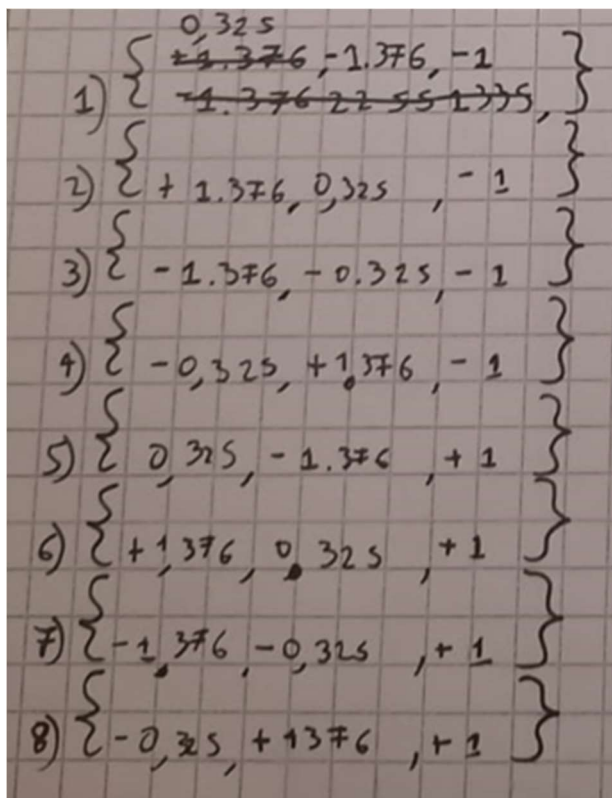 0,325
+1.376, -1.376, -1
1) { -1.376 22 55 1335, }
2) { + 1.376, 0,325, - 1 }
3) { - 1.376, - 0.325, - 1 }
4) { - 0,325, +1,376, - 1 }
5) { 0,325, - 1.376, + 1 }
6) { +1,376, 0,325, +1 }
7) { -1,376, -0,325, + 1 }
8) { -0,325, + 1376, + 1 }